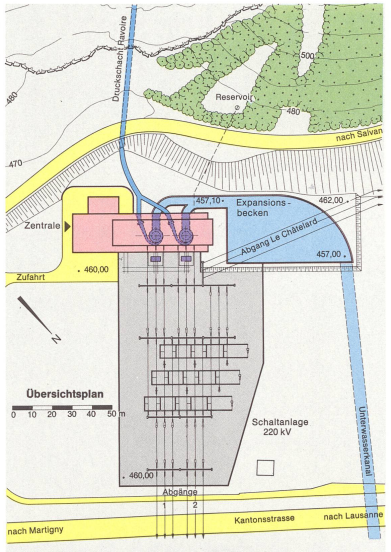 Druckschacht Ravoire
500
480
Reservoir
480
nach Salvan
470
457,10
Expansions-
becken
462,00
Zentrale
Abgang Le Châtelard
457,00
460,00
Zufahrt
N
Übersichtsplan
0 10 20 30 40 50 m
Schaltanlage
220 kV
Unterwasserkanal
460,00
Abgänge
1 2
nach Martigny
Kantonsstrasse
nach Lausanne